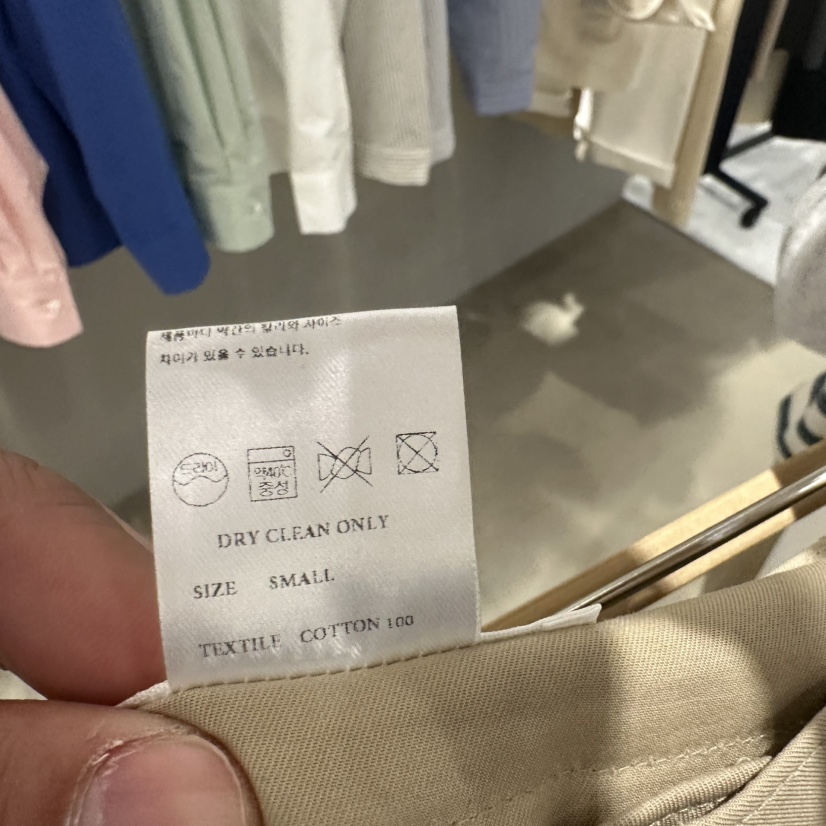 제품마다 약간의 컬러와 사이즈
차이가 있을 수 있습니다.
드라이
약40℃
중성
DRY CLEAN ONLY
SIZE SMALL
TEXTILE COTTON 100